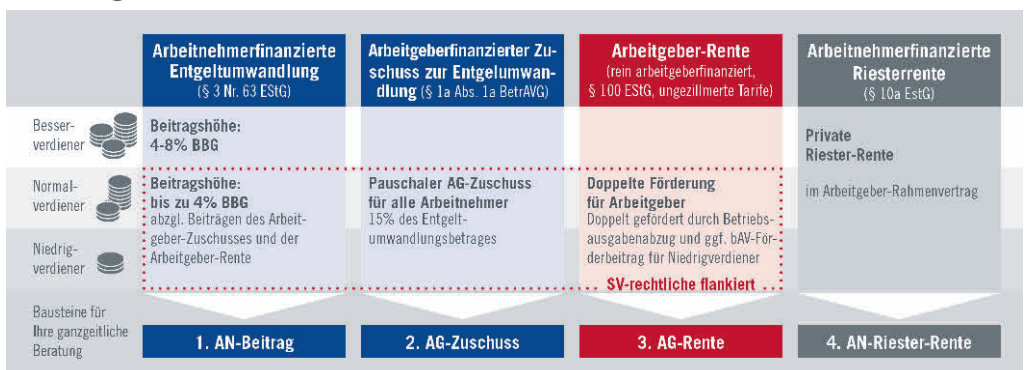 Arbeitnehmerfinanzierte
Entgeltumwandlung
(§ 3 Nr. 63 EStG)
Arbeitgeberfinanzierter Zu-
schuss zur Entgelumwan-
dlung (§ 1a Abs. 1a BetrAVG)
Arbeitgeber-Rente
(rein arbeitgeberfinanziert,
§ 100 EStG, ungezillmerte Tarife)
Arbeitnehmerfinanzierte
Riesterrente
(§ 10a EStG)
Besser-
verdiener
Beitragshöhe:
4-8% BBG
Private
Riester-Rente
im Arbeitgeber-Rahmenvertrag
Normal-
verdiener
Beitragshöhe:
bis zu 4% BBG
abzgl. Beiträgen des Arbeit-
geber-Zuschusses und der
Arbeitgeber-Rente
Pauschaler AG-Zuschuss
für alle Arbeitnehmer
15% des Entgelt-
umwandlungsbetrages
Doppelte Förderung
für Arbeitgeber
Doppelt gefördert durch Betriebs-
ausgabenabzug und ggf. bAV-För-
derbeitrag für Niedrigverdiener
Niedrig-
verdiener
SV-rechtliche flankiert
Bausteine für
Ihre ganzgeitliche
Beratung
1. AN-Beitrag
2. AG-Zuschuss
3. AG-Rente
4. AN-Riester-Rente